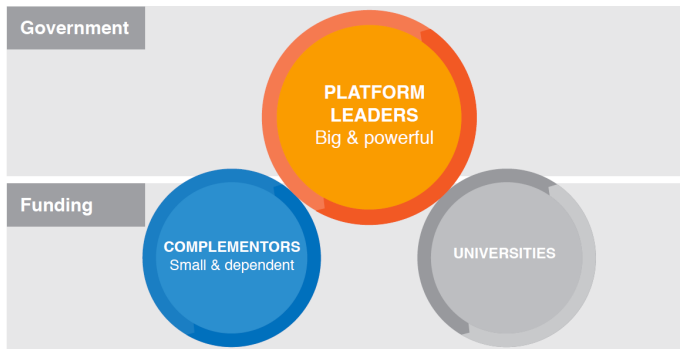 Government
PLATFORM
LEADERS
Big & powerful
Funding
COMPLEMENTORS
Small & dependent
UNIVERSITIES